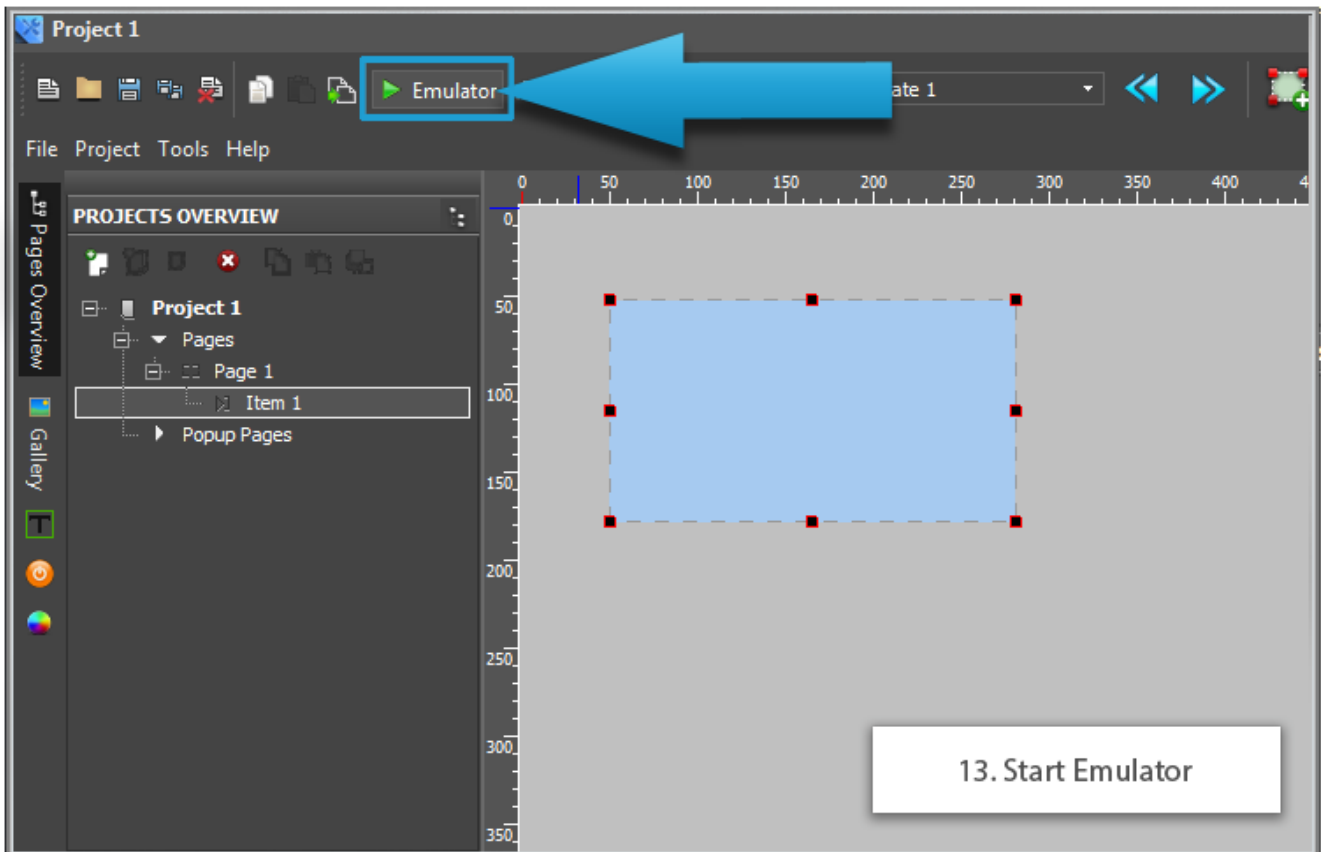 Project 1
Emulator
ate 1
File Project Tools Help
0 50 100 150 200 250 300 350 400 4
Pages Overview
Gallery
T
PROJECTS OVERVIEW
Project 1
Pages
Page 1
Item 1
Popup Pages
0
50
100
150
200
250
300
350
13. Start Emulator